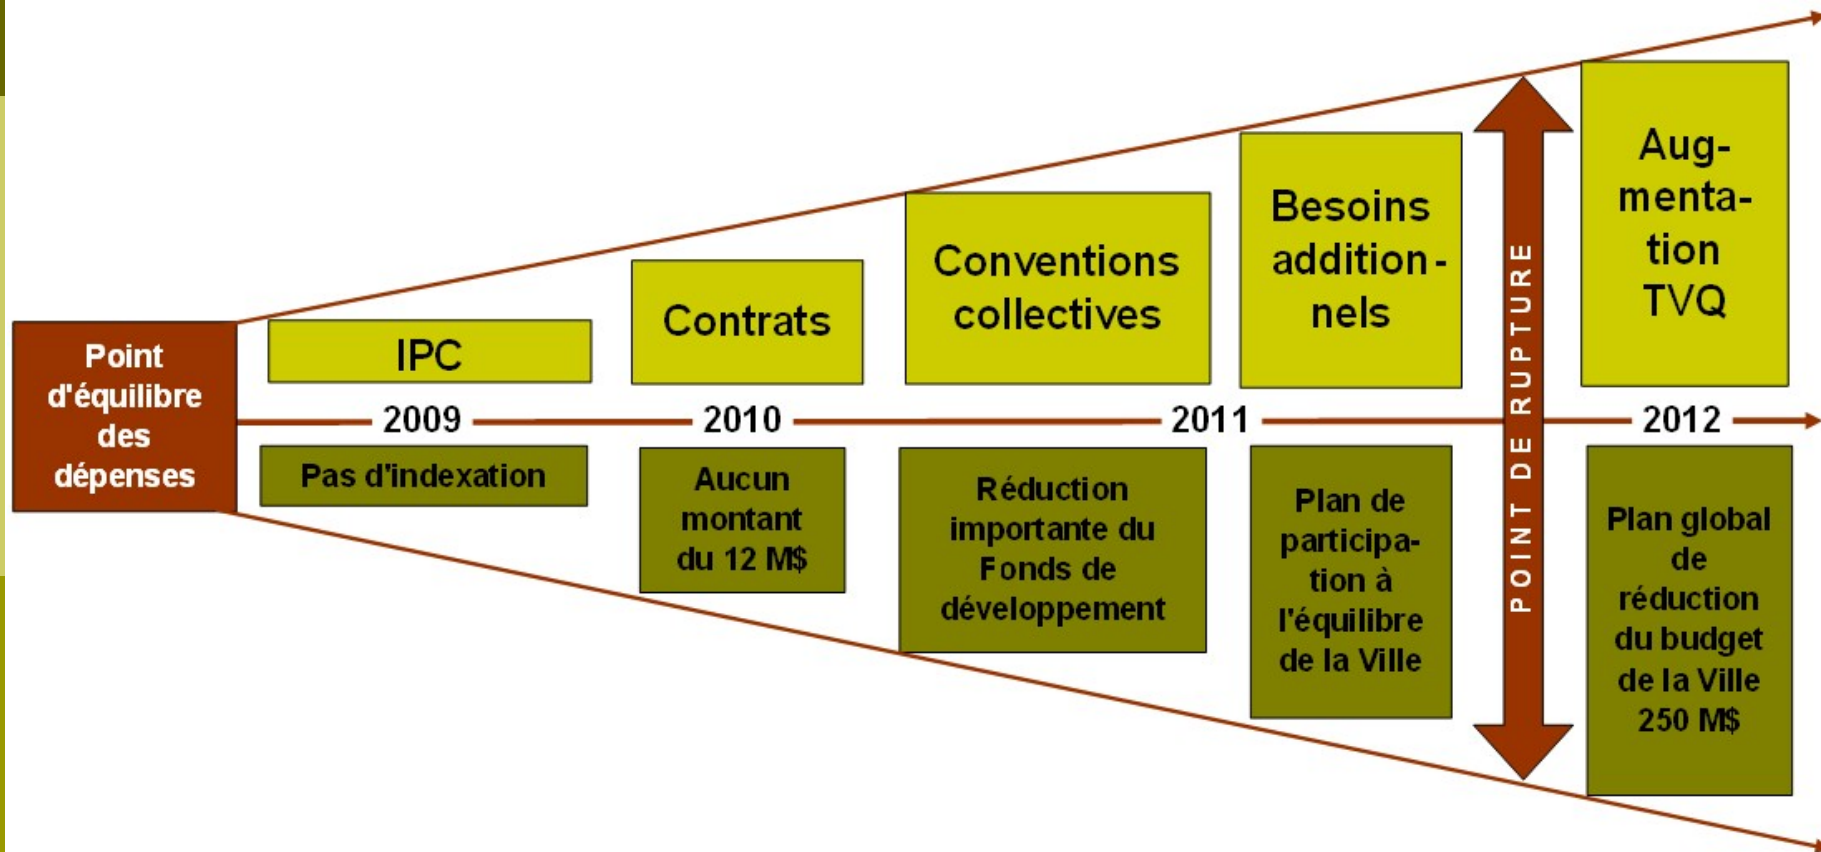 Point
d'équilibre
des
dépenses
IPC
Contrats
Conventions
collectives
Besoins
addition-
nels
Aug-
menta-
tion
TVQ
2009
2010
2011
2012
POINT DE RUPTURE
Pas d'indexation
Aucun
montant
du 12 M$
Réduction
importante du
Fonds de
développement
Plan de
participa-
tion à
l'équilibre
de la Ville
Plan global
de
réduction
du budget
de la Ville
250 M$